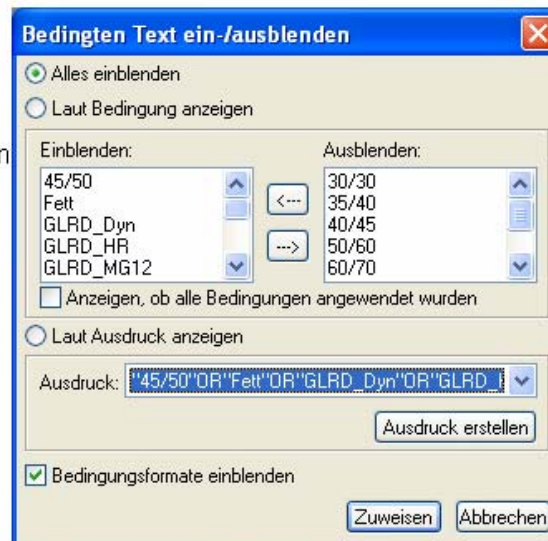 Bedingten Text ein-/ausblenden
Alles einblenden
Laut Bedingung anzeigen
Einblenden:
45/50
Fett
GLRD_Dyn
GLRD_HR
GLRD_MG12
<---
--->
Ausblenden:
30/30
35/40
40/45
50/60
60/70
Anzeigen, ob alle Bedingungen angewendet wurden
Laut Ausdruck anzeigen
Ausdruck: "45/50"OR"Fett"OR"GLRD_Dyn"OR"GLRD_
Ausdruck erstellen
Bedingungsformate einblenden
Zuweisen Abbrechen